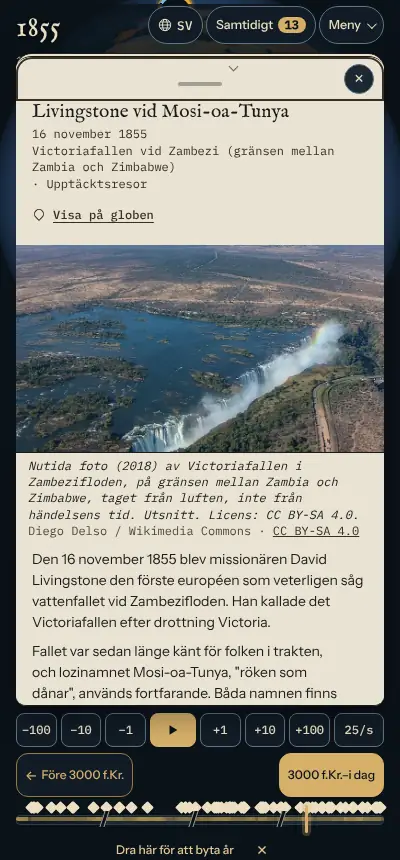 1855
SV
Samtidigt 13
Meny
Livingstone vid Mosi-oa-Tunya
16 november 1855
Victoriafallen vid Zambezi (gränsen mellan
Zambia och Zimbabwe)
· Upptäcktsresor
Visa på globen
Nutida foto (2018) av Victoriafallen i
Zambezifloden, på gränsen mellan Zambia och
Zimbabwe, taget från luften, inte från
händelsens tid. Utsnitt. Licens: CC BY-SA 4.0.
Diego Delso / Wikimedia Commons · CC BY-SA 4.0
Den 16 november 1855 blev missionären David
Livingstone den förste européen som veterligen såg
vattenfallet vid Zambezifloden. Han kallade det
Victoriafallen efter drottning Victoria.
Fallet var sedan länge känt för folken i trakten,
och lozinamnet Mosi-oa-Tunya, "röken som
dånar", används fortfarande. Båda namnen finns
−100 −10 −1 +1 +10 +100 25/s
← Före 3000 f.Kr.
3000 f.Kr.–i dag
Dra här för att byta år ✕